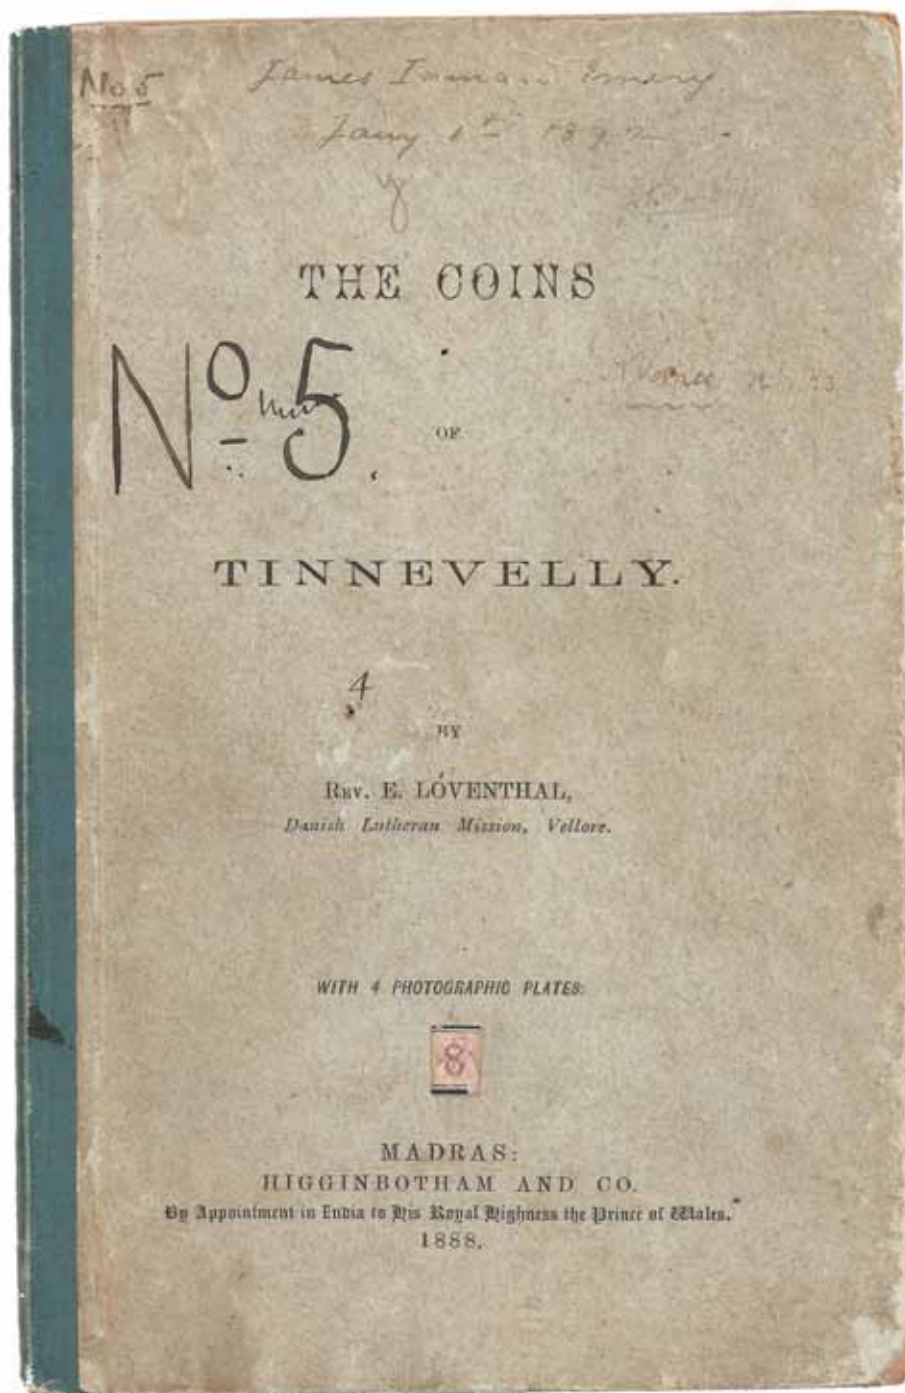 No 5
James Inman Emery
Jany 1st 1892
THE COINS
No 5.
OF
TINNEVELLY.
4
BY
REV. E. LÓVENTHAL,
Danish Lutheran Mission, Vellore.
WITH 4 PHOTOGRAPHIC PLATES.
8
MADRAS:
HIGGINBOTHAM AND CO.
By Appointment in India to His Royal Highness the Prince of Wales.
1888.